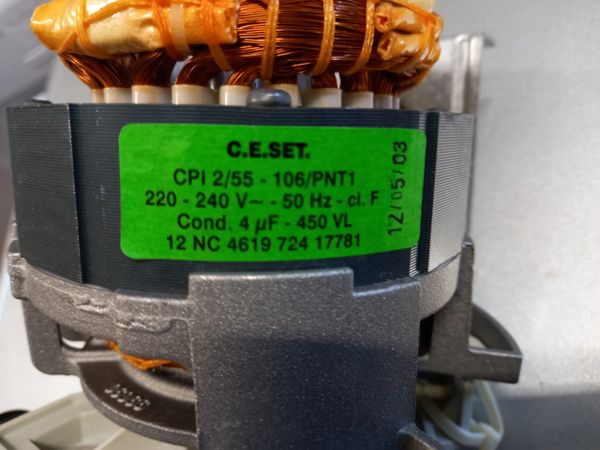 C.E.SET.
CPI 2/55 - 106/PNT1
220 - 240 V~ - 50 Hz - cl. F
Cond. 4 µF - 450 VL
12 NC 4619 724 17781
12/05/03